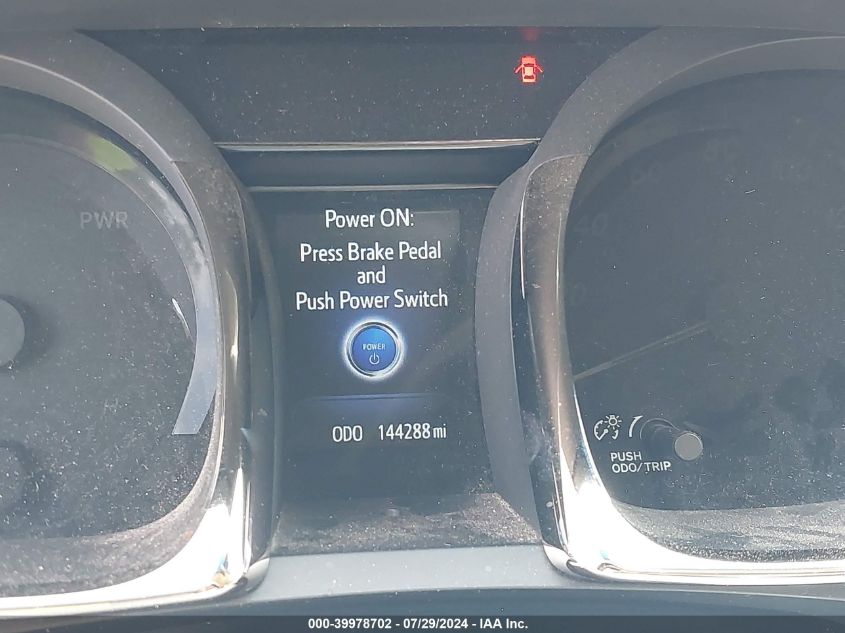 PWR
Power ON:
Press Brake Pedal
and
Push Power Switch
POWER
ODO 144288 mi
PUSH
ODO/TRIP
000-39978702 - 07/29/2024 - IAA Inc.